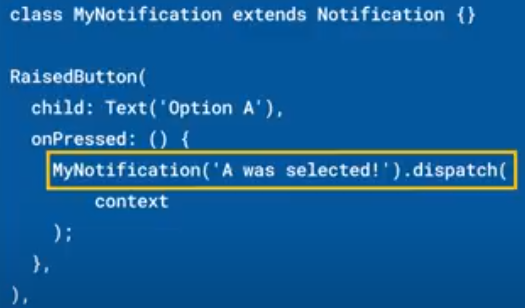 class MyNotification extends Notification {}
RaisedButton(
child: Text('Option A'),
onPressed: () {
MyNotification('A was selected!').dispatch(
context
);
},
),